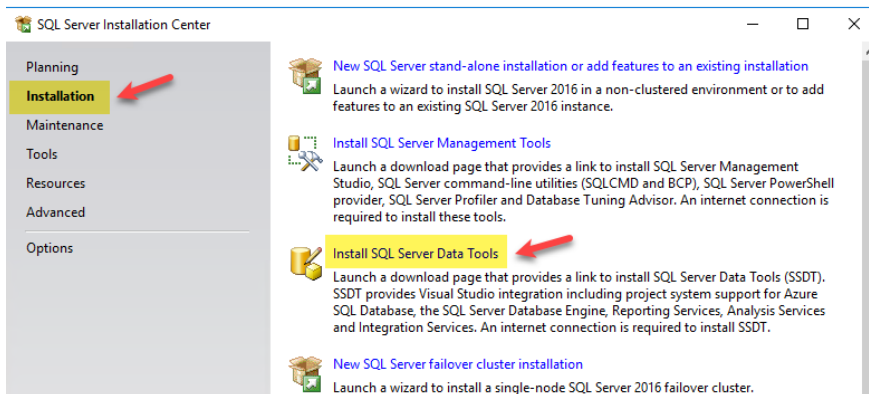 SQL Server Installation Center
Planning
Installation
Maintenance
Tools
Resources
Advanced
Options
New SQL Server stand-alone installation or add features to an existing installation
Launch a wizard to install SQL Server 2016 in a non-clustered environment or to add
features to an existing SQL Server 2016 instance.
Install SQL Server Management Tools
Launch a download page that provides a link to install SQL Server Management
Studio, SQL Server command-line utilities (SQLCMD and BCP), SQL Server PowerShell
provider, SQL Server Profiler and Database Tuning Advisor. An internet connection is
required to install these tools.
Install SQL Server Data Tools
Launch a download page that provides a link to install SQL Server Data Tools (SSDT).
SSDT provides Visual Studio integration including project system support for Azure
SQL Database, the SQL Server Database Engine, Reporting Services, Analysis Services
and Integration Services. An internet connection is required to install SSDT.
New SQL Server failover cluster installation
Launch a wizard to install a single-node SQL Server 2016 failover cluster.